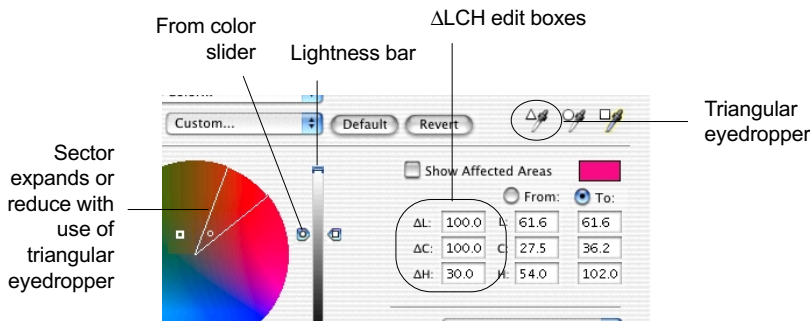 ΔLCH edit boxes
From color
slider
Lightness bar
Triangular
eyedropper
Custom...
Default
Revert
Sector
expands or
reduce with
use of
triangular
eyedropper
Show Affected Areas
From:
To:
ΔL: 100.0 L: 61.6 61.6
ΔC: 100.0 C: 27.5 36.2
ΔH: 30.0 H: 54.0 102.0